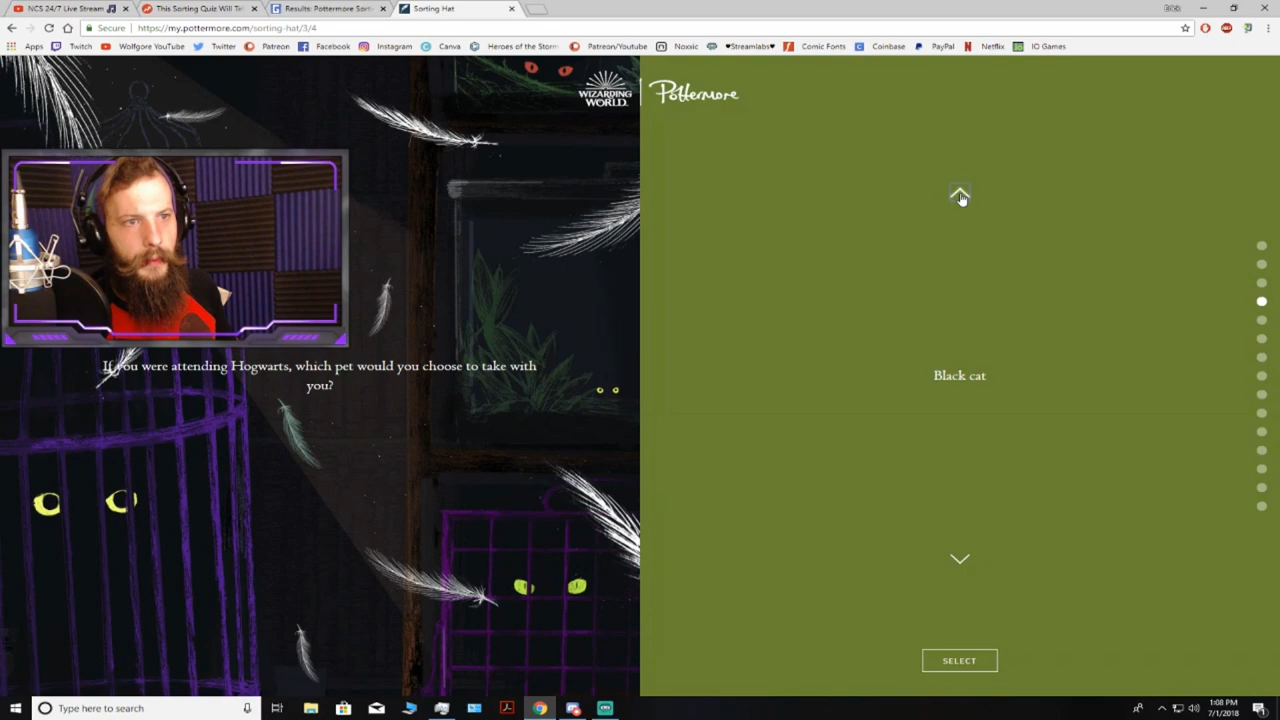 NCS 24/7 Live Stream
This Sorting Quiz Will Tel
Results: Pottermore Sorti
Sorting Hat
Secure
https://my.pottermore.com/sorting-hat/3/4
Apps
Twitch
Wolfgore YouTube
Twitter
Patreon
Facebook
Instagram
Canva
Heroes of the Storm
Patreon/Youtube
Noxxic
♥Streamlabs♥
Comic Fonts
Coinbase
PayPal
Netflix
IO Games
WIZARDING
WORLD
Pottermore
If you were attending Hogwarts, which pet would you choose to take with
you?
Black cat
SELECT
Type here to search
1:08 PM
7/1/2018